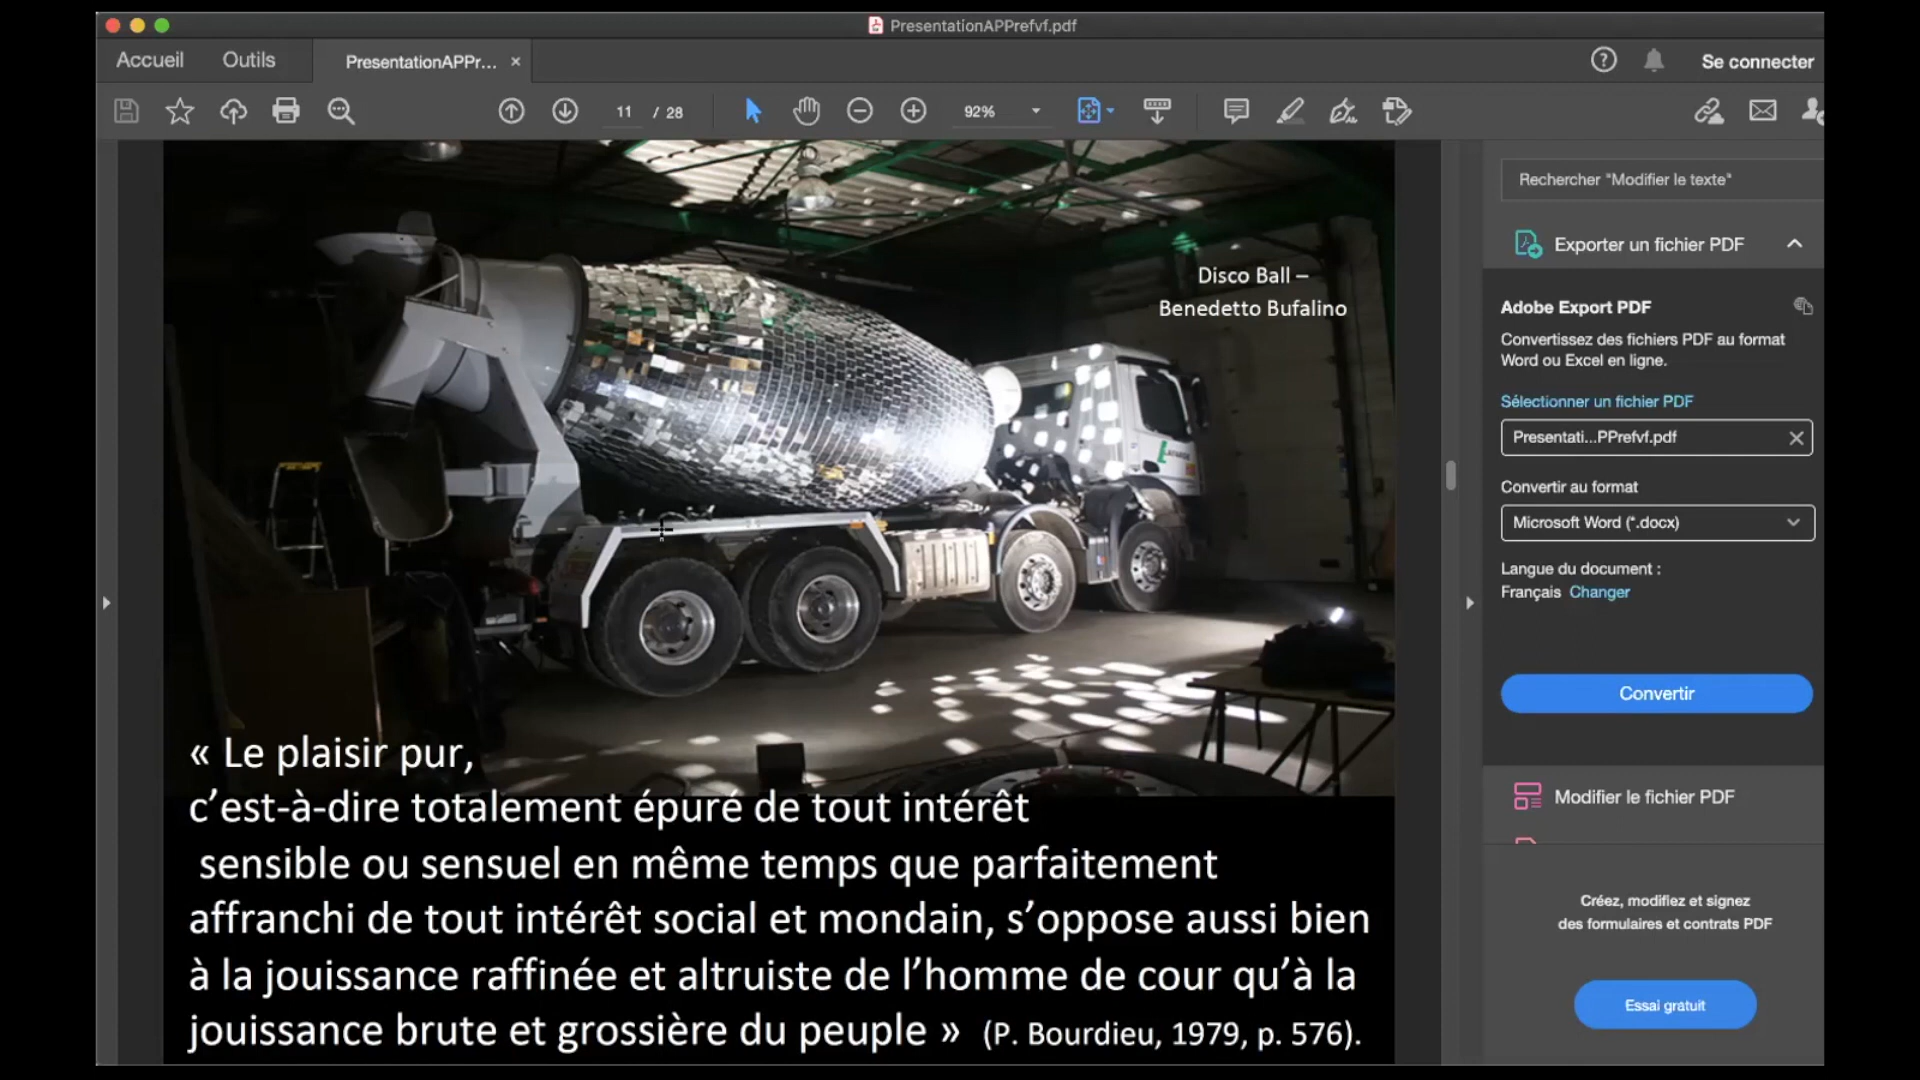 PresentationAPPrefvf.pdf
Accueil
Outils
PresentationAPPr...
Se connecter
11 / 28
92%
Rechercher "Modifier le texte"
Exporter un fichier PDF
Adobe Export PDF
Convertissez des fichiers PDF au format
Word ou Excel en ligne.
Sélectionner un fichier PDF
Presentati...PPrefvf.pdf
Convertir au format
Microsoft Word (*.docx)
Langue du document :
Français Changer
Convertir
Modifier le fichier PDF
Créez, modifiez et signez
des formulaires et contrats PDF
Essai gratuit
Disco Ball –
Benedetto Bufalino
LAFARGE
« Le plaisir pur,
c’est-à-dire totalement épuré de tout intérêt
sensible ou sensuel en même temps que parfaitement
affranchi de tout intérêt social et mondain, s’oppose aussi bien
à la jouissance raffinée et altruiste de l’homme de cour qu’à la
jouissance brute et grossière du peuple » (P. Bourdieu, 1979, p. 576).